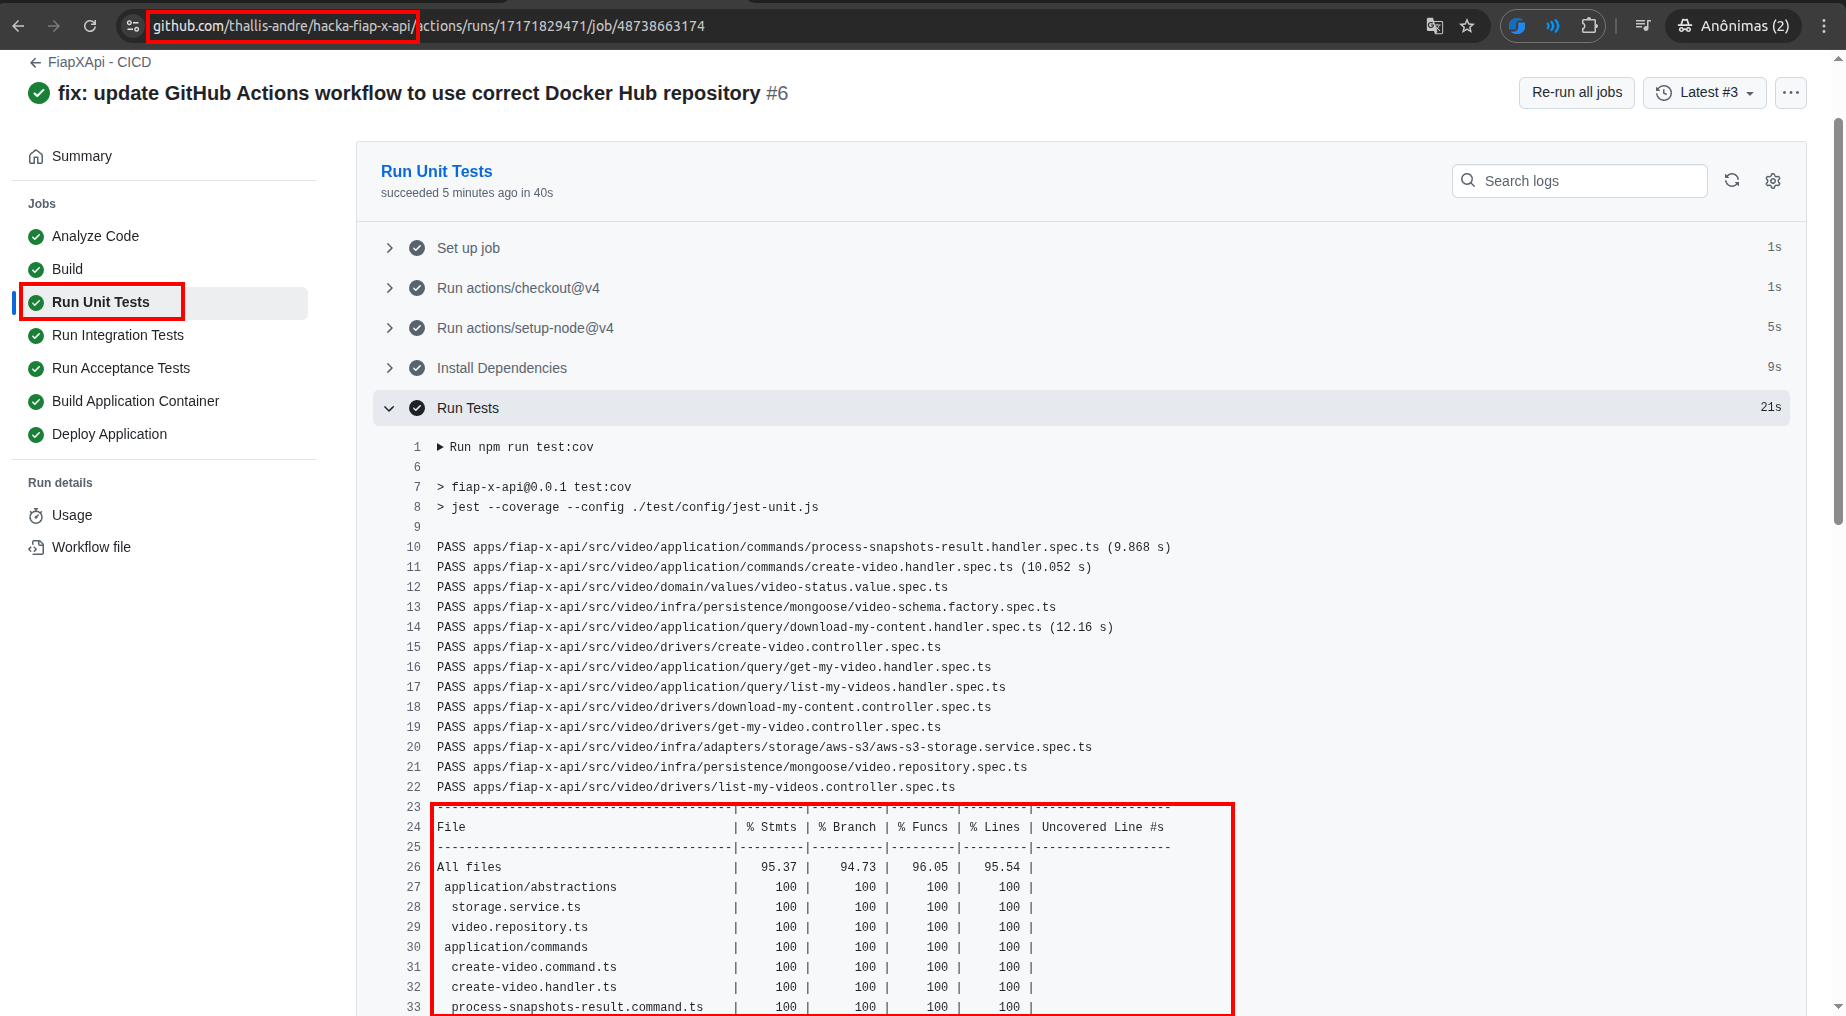 github.com/thallis-andre/hacka-fiap-x-api/actions/runs/17171829471/job/48738663174
Anônimas (2)
FiapXApi - CICD
fix: update GitHub Actions workflow to use correct Docker Hub repository #6
Re-run all jobs
Latest #3
Summary
Jobs
Analyze Code
Build
Run Unit Tests
Run Integration Tests
Run Acceptance Tests
Build Application Container
Deploy Application
Run details
Usage
Workflow file
Run Unit Tests
succeeded 5 minutes ago in 40s
Search logs
Set up job 1s
Run actions/checkout@v4 1s
Run actions/setup-node@v4 5s
Install Dependencies 9s
Run Tests 21s
1 Run npm run test:cov
6
7 > fiap-x-api@0.0.1 test:cov
8 > jest --coverage --config ./test/config/jest-unit.js
9
10 PASS apps/fiap-x-api/src/video/application/commands/process-snapshots-result.handler.spec.ts (9.868 s)
11 PASS apps/fiap-x-api/src/video/application/commands/create-video.handler.spec.ts (10.052 s)
12 PASS apps/fiap-x-api/src/video/domain/values/video-status.value.spec.ts
13 PASS apps/fiap-x-api/src/video/infra/persistence/mongoose/video-schema.factory.spec.ts
14 PASS apps/fiap-x-api/src/video/application/query/download-my-content.handler.spec.ts (12.16 s)
15 PASS apps/fiap-x-api/src/video/drivers/create-video.controller.spec.ts
16 PASS apps/fiap-x-api/src/video/application/query/get-my-video.handler.spec.ts
17 PASS apps/fiap-x-api/src/video/application/query/list-my-videos.handler.spec.ts
18 PASS apps/fiap-x-api/src/video/drivers/download-my-content.controller.spec.ts
19 PASS apps/fiap-x-api/src/video/drivers/get-my-video.controller.spec.ts
20 PASS apps/fiap-x-api/src/video/infra/adapters/storage/aws-s3/aws-s3-storage.service.spec.ts
21 PASS apps/fiap-x-api/src/video/infra/persistence/mongoose/video.repository.spec.ts
22 PASS apps/fiap-x-api/src/video/drivers/list-my-videos.controller.spec.ts
23 -----------------------------------------|---------|----------|---------|---------|-------------------
24 File | % Stmts | % Branch | % Funcs | % Lines | Uncovered Line #s
25 -----------------------------------------|---------|----------|---------|---------|-------------------
26 All files | 95.37 | 94.73 | 96.05 | 95.54 |
27 application/abstractions | 100 | 100 | 100 | 100 |
28 storage.service.ts | 100 | 100 | 100 | 100 |
29 video.repository.ts | 100 | 100 | 100 | 100 |
30 application/commands | 100 | 100 | 100 | 100 |
31 create-video.command.ts | 100 | 100 | 100 | 100 |
32 create-video.handler.ts | 100 | 100 | 100 | 100 |
33 process-snapshots-result.command.ts | 100 | 100 | 100 | 100 |